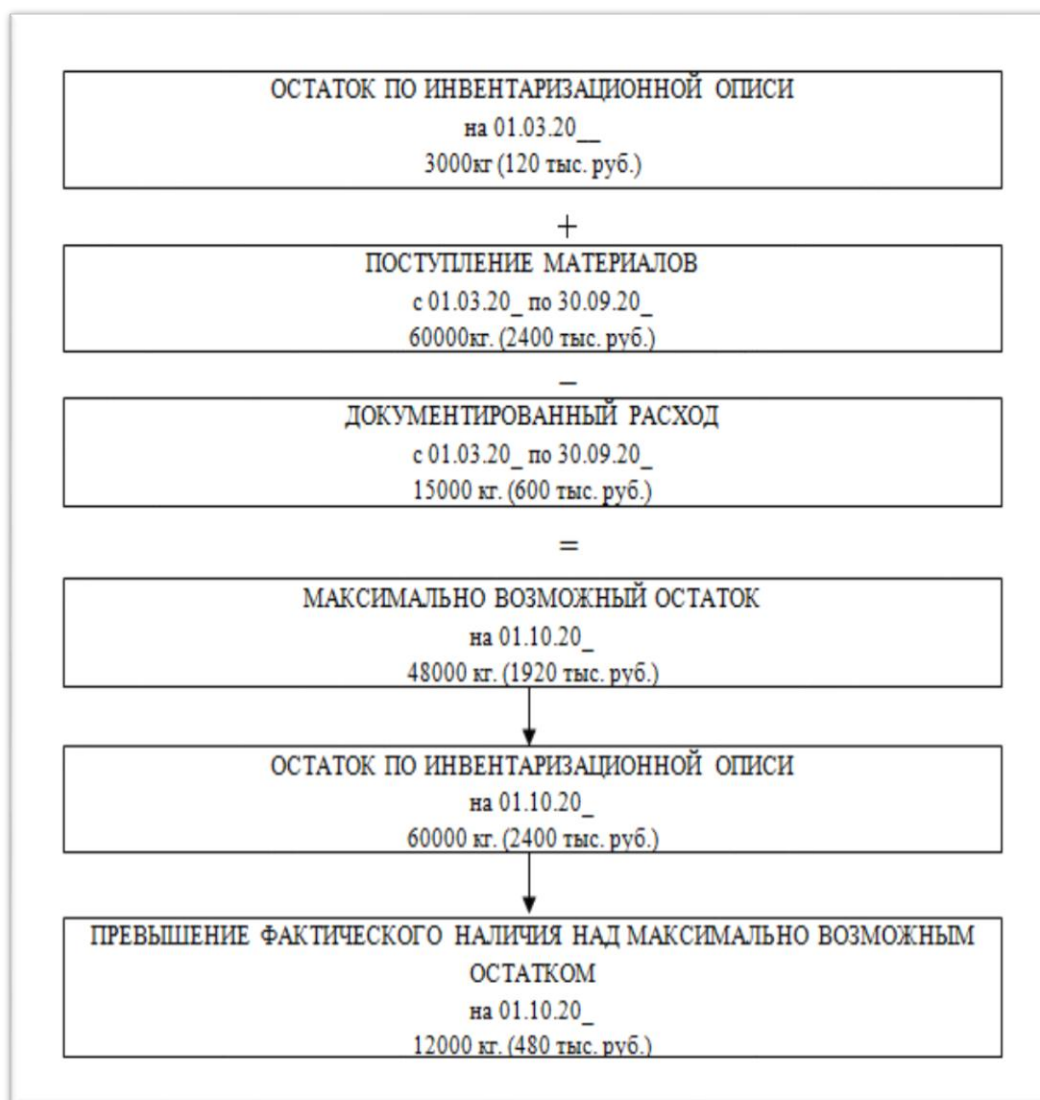 ОСТАТОК ПО ИНВЕНТАРИЗАЦИОННОЙ ОПИСИ
на 01.03.20__
3000кг (120 тыс. руб.)
+
ПОСТУПЛЕНИЕ МАТЕРИАЛОВ
с 01.03.20_ по 30.09.20_
60000кг. (2400 тыс. руб.)
–
ДОКУМЕНТИРОВАННЫЙ РАСХОД
с 01.03.20_ по 30.09.20_
15000 кг. (600 тыс. руб.)
=
МАКСИМАЛЬНО ВОЗМОЖНЫЙ ОСТАТОК
на 01.10.20_
48000 кг. (1920 тыс. руб.)
ОСТАТОК ПО ИНВЕНТАРИЗАЦИОННОЙ ОПИСИ
на 01.10.20_
60000 кг. (2400 тыс. руб.)
ПРЕВЫШЕНИЕ ФАКТИЧЕСКОГО НАЛИЧИЯ НАД МАКСИМАЛЬНО ВОЗМОЖНЫМ
ОСТАТКОМ
на 01.10.20_
12000 кг. (480 тыс. руб.)